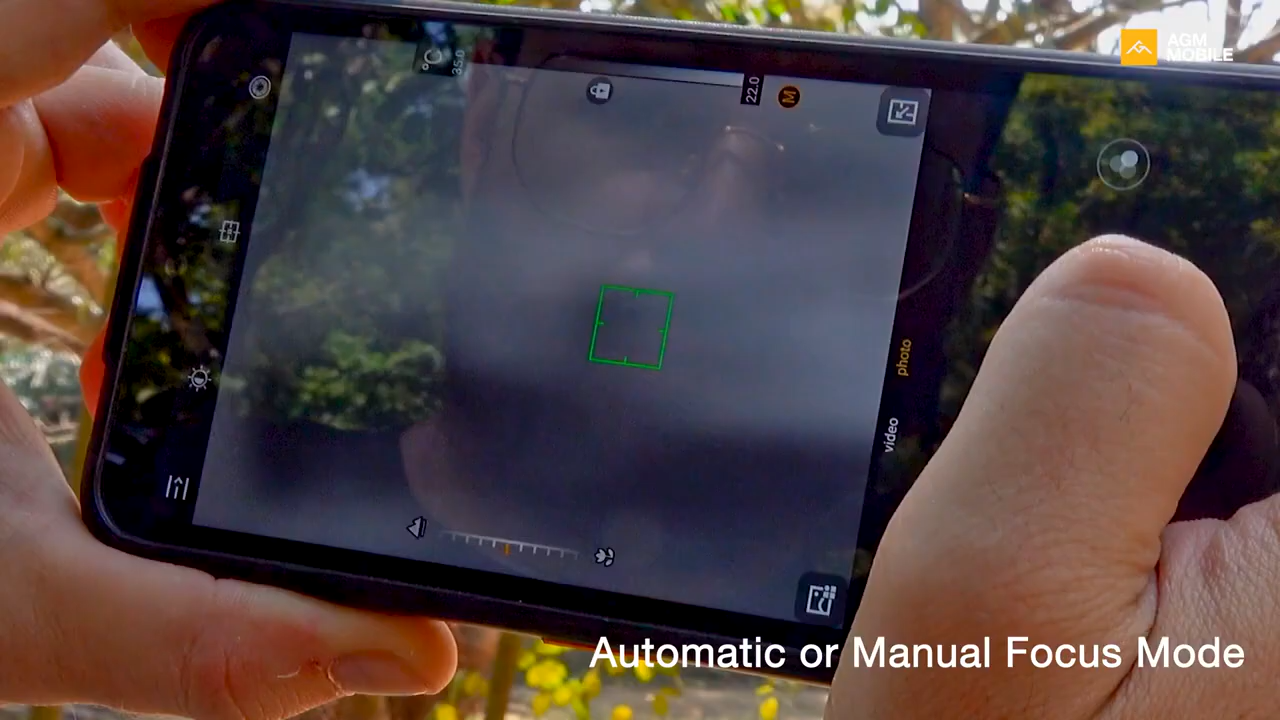 AGM
MOBILE
°C
35.0
22.0
M
photo
video
Automatic or Manual Focus Mode